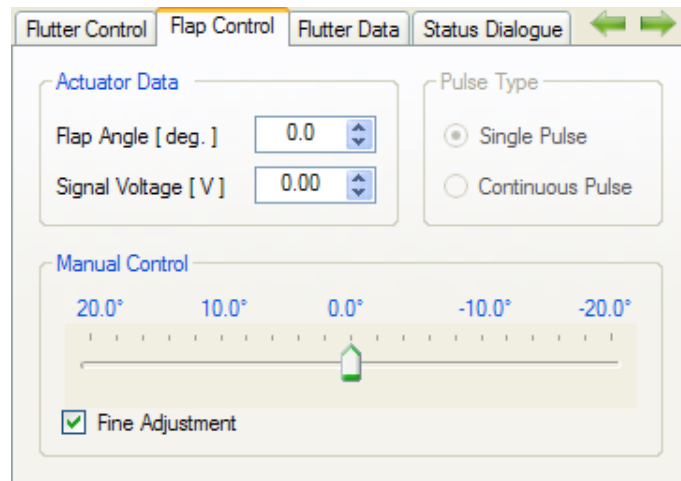 Flutter Control Flap Control Flutter Data Status Dialogue
Actuator Data Pulse Type
Flap Angle [ deg. ] 0.0 Single Pulse
Signal Voltage [ V ] 0.00 Continuous Pulse
Manual Control
20.0° 10.0° 0.0° -10.0° -20.0°
Fine Adjustment